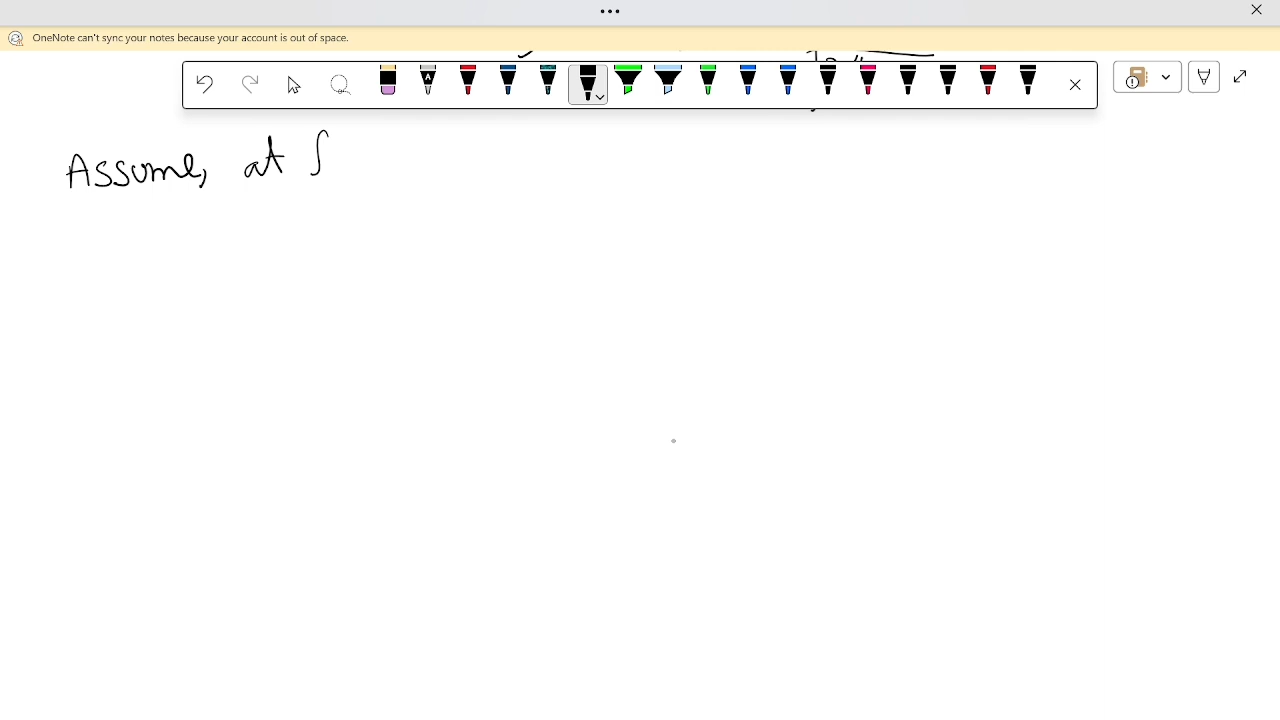 OneNote can't sync your notes because your account is out of space.
Assume, at